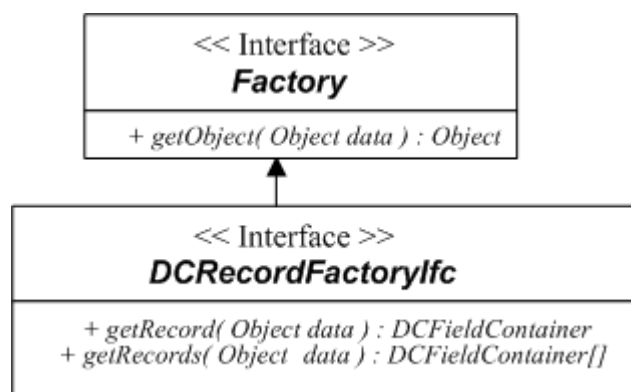 << Interface >>
Factory
+ getObject( Object data ) : Object
<< Interface >>
DCRecordFactoryIfc
+ getRecord( Object data ) : DCFieldContainer
+ getRecords( Object data ) : DCFieldContainer[]